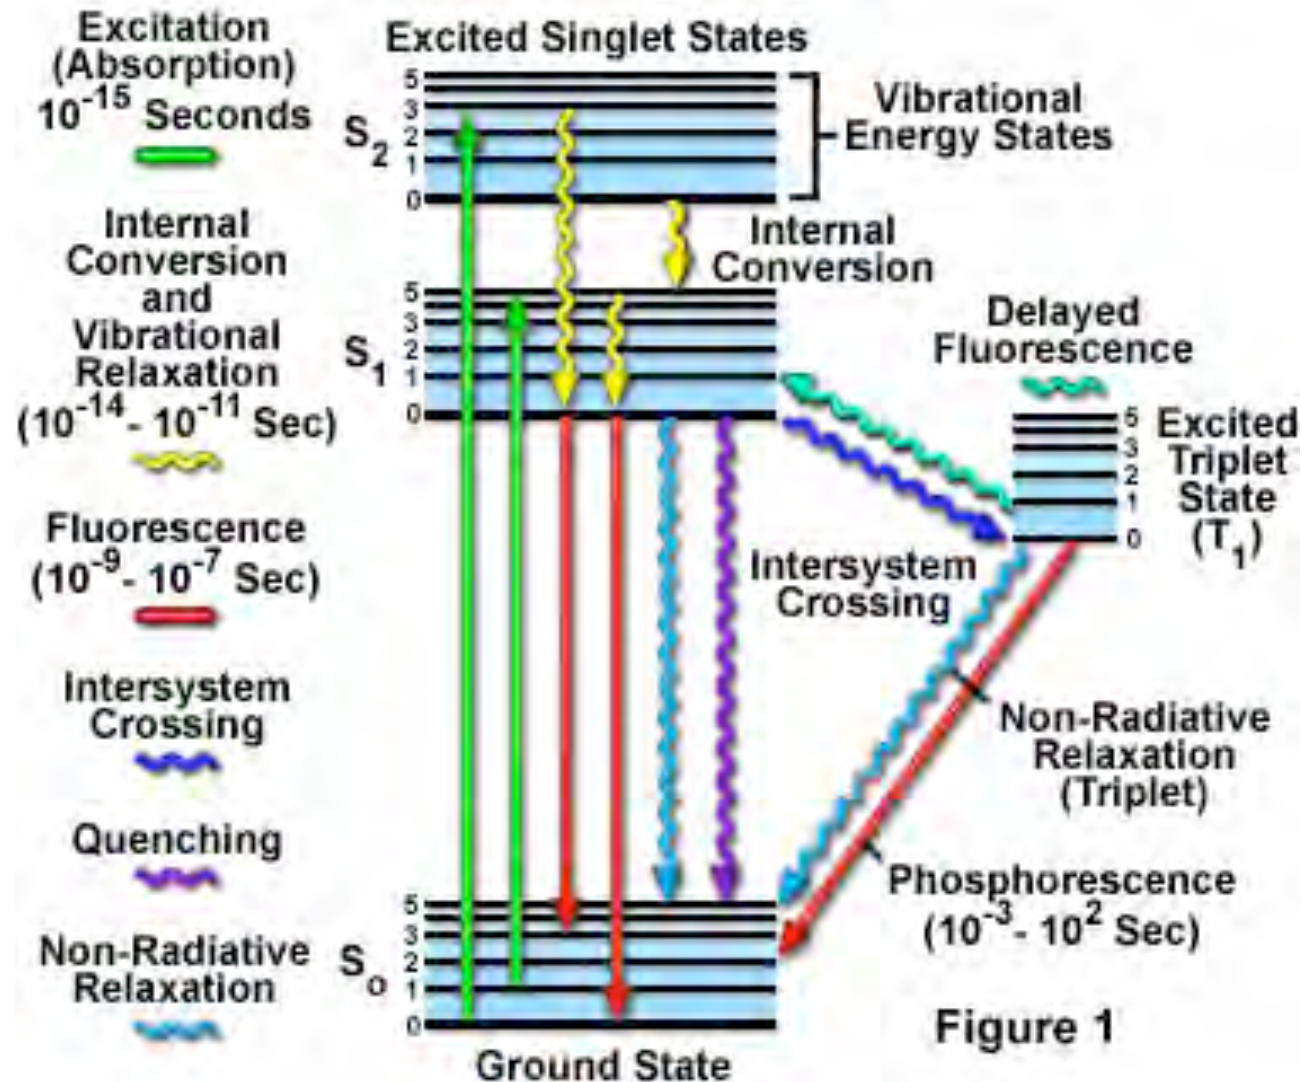 Excitation
(Absorption)
10⁻¹⁵ Seconds
Internal
Conversion
and
Vibrational
Relaxation
(10⁻¹⁴- 10⁻¹¹ Sec)
Fluorescence
(10⁻⁹- 10⁻⁷ Sec)
Intersystem
Crossing
Quenching
Non-Radiative
Relaxation
Excited Singlet States
S₂
5
3
2
1
0
Vibrational
Energy States
Internal
Conversion
S₁
5
3
2
1
0
Delayed
Fluorescence
5
3
2
1
0
Excited
Triplet
State
(T₁)
Intersystem
Crossing
Non-Radiative
Relaxation
(Triplet)
Phosphorescence
(10⁻³- 10² Sec)
S₀
5
3
2
1
0
Ground State
Figure 1